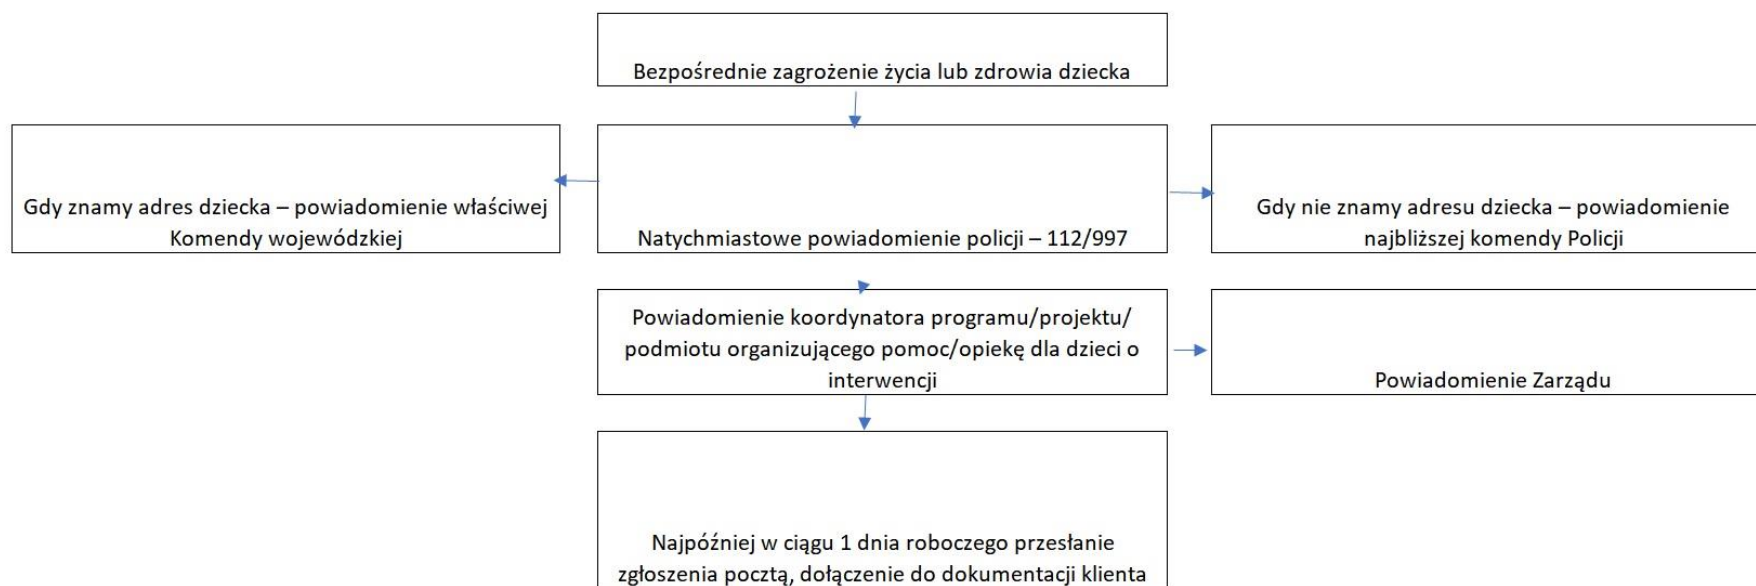 Bezpośrednie zagrożenie życia lub zdrowia dziecka
Gdy znamy adres dziecka – powiadomienie właściwej
Komendy wojewódzkiej
Natychmiastowe powiadomienie policji – 112/997
Gdy nie znamy adresu dziecka – powiadomienie
najbliższej komendy Policji
Powiadomienie koordynatora programu/projektu/
podmiotu organizującego pomoc/opiekę dla dzieci o
interwencji
Powiadomienie Zarządu
Najpóźniej w ciągu 1 dnia roboczego przesłanie
zgłoszenia pocztą, dołączenie do dokumentacji klienta